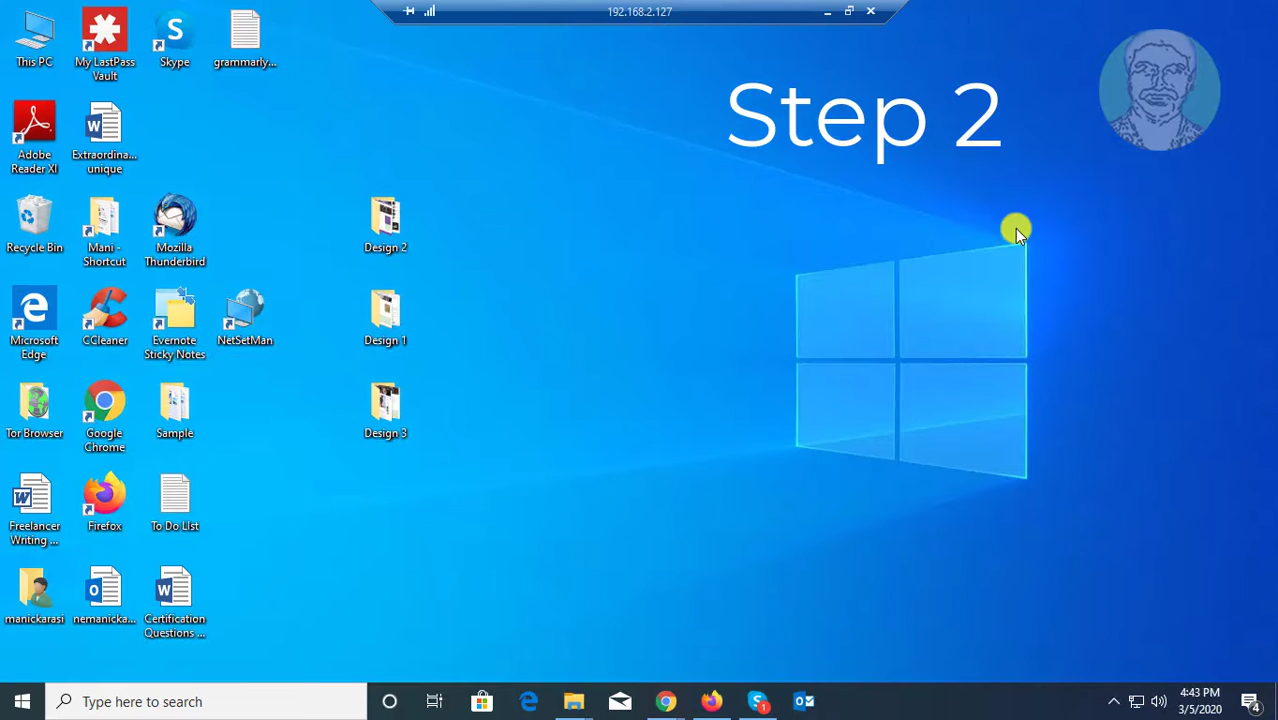 192.168.2.127
Step 2
This PC
My LastPass
Vault
Skype
grammarly...
Adobe
Reader XI
Extraordina...
unique
Recycle Bin
Mani -
Shortcut
Mozilla
Thunderbird
Design 2
Microsoft
Edge
CCleaner
Evernote
Sticky Notes
NetSetMan
Design 1
Tor Browser
Google
Chrome
Sample
Design 3
Freelancer
Writing ...
Firefox
To Do LIst
manickarasi
nemanicka...
Certification
Questions ...
Type here to search
1
4:43 PM
3/5/2020
4